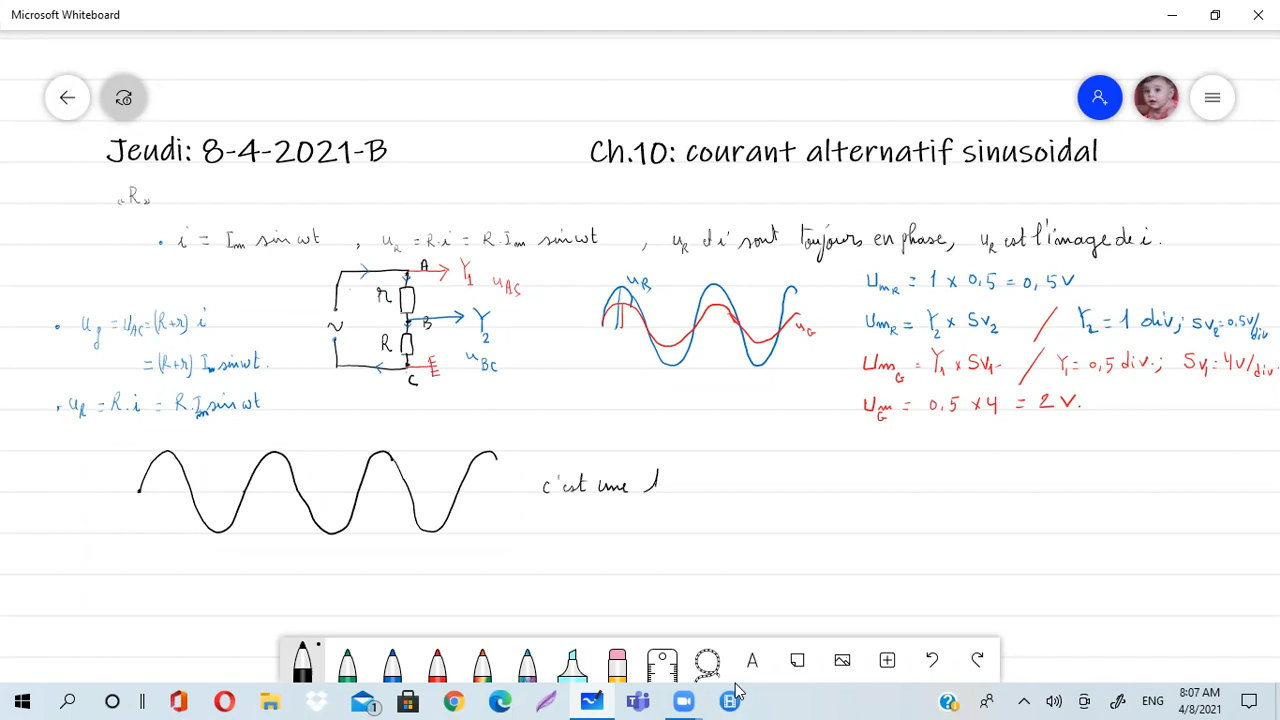 Microsoft Whiteboard
Jeudi: 8-4-2021-B
Ch.10: courant alternatif sinusoidal
«R»
• i = Im sin ωt , uR = R.i = R.Im sin ωt , uR et i sont toujours en phase, uR est l'image de i.
A
Y1 uAC
r
B
Y2
R
uBC
C
E
• ug = UAC = (R+r) i
= (R+r) Im sin ωt.
• uR = R.i = R.Im sin ωt
uR
uG
UmR = 1 x 0,5 = 0,5 V
UmR = Y2 x SV2 / Y2 = 1 div; SV2 = 0,5V/div
UmG = Y1 x SV1 / Y1 = 0,5 div.; SV1 = 4V/div.
UmG = 0,5 x 4 = 2 V.
c'est une
A
1
ENG
8:07 AM
4/8/2021